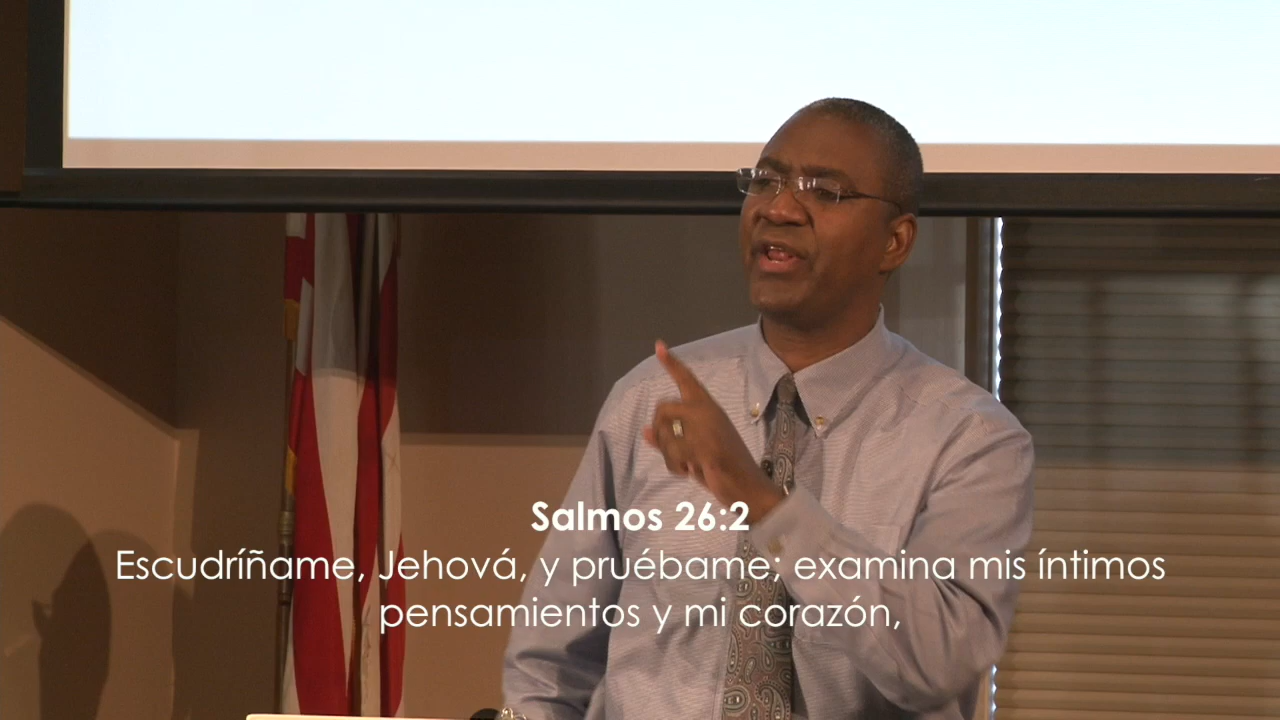 Salmos 26:2
Escudríñame, Jehová, y pruébame; examina mis íntimos
pensamientos y mi corazón,